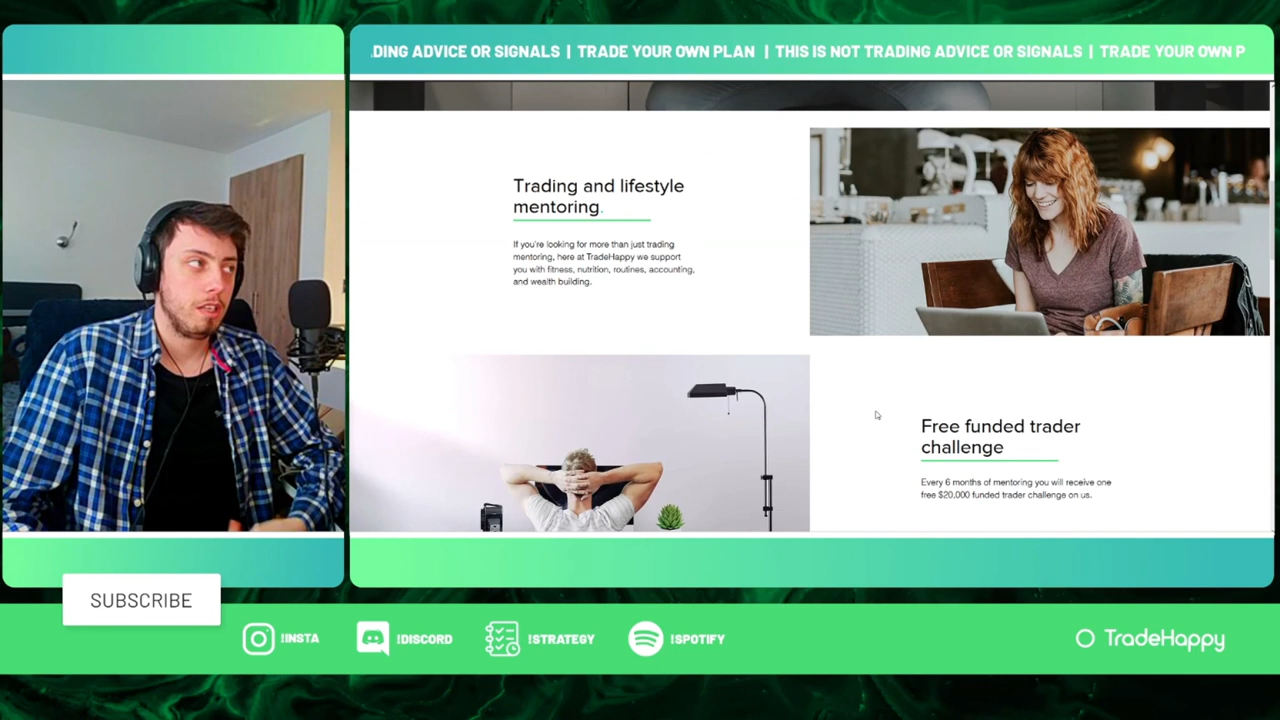 DING ADVICE OR SIGNALS | TRADE YOUR OWN PLAN | THIS IS NOT TRADING ADVICE OR SIGNALS | TRADE YOUR OWN P
Trading and lifestyle
mentoring.
If you're looking for more than just trading
mentoring, here at TradeHappy we support
you with fitness, nutrition, routines, accounting,
and wealth building.
Free funded trader
challenge
Every 6 months of mentoring you will receive one
free $20,000 funded trader challenge on us.
SUBSCRIBE
!INSTA
!DISCORD
!STRATEGY
!SPOTIFY
TradeHappy